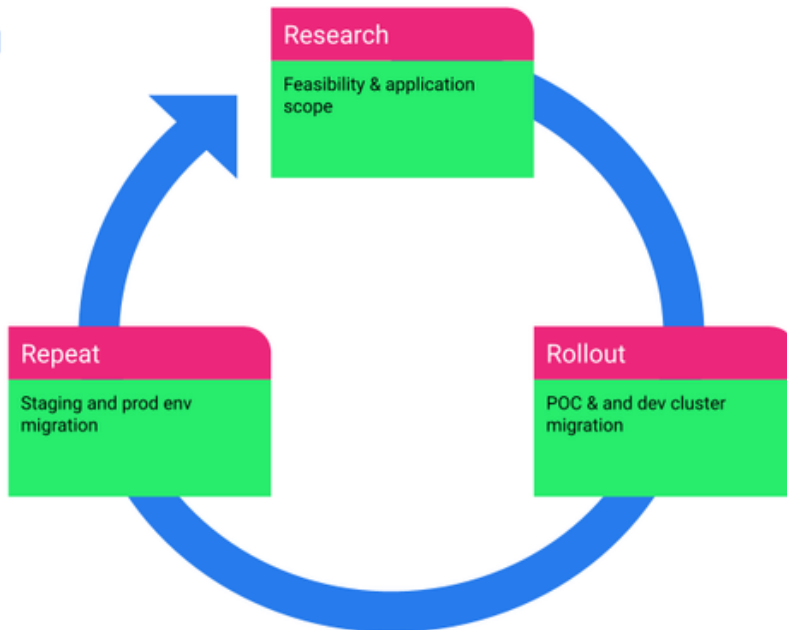 Research
Feasibility & application
scope
Repeat
Staging and prod env
migration
Rollout
POC & and dev cluster
migration